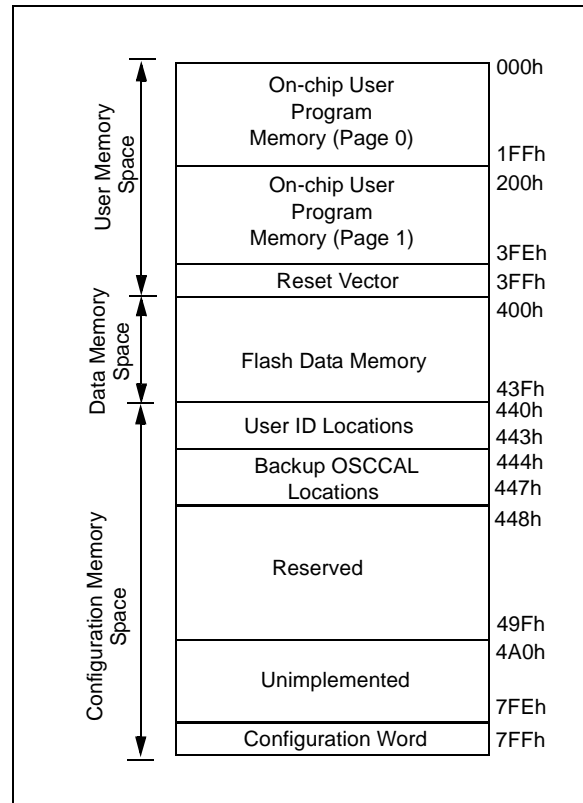 000h
On-chip User
Program
Memory (Page 0)
1FFh
200h
On-chip User
Program
Memory (Page 1)
3FEh
Reset Vector
3FFh
400h
Flash Data Memory
43Fh
440h
User ID Locations
443h
Backup OSCCAL
Locations
444h
447h
448h
Reserved
49Fh
4A0h
Unimplemented
7FEh
Configuration Word
7FFh
User Memory
Space
Data Memory
Space
Configuration Memory
Space